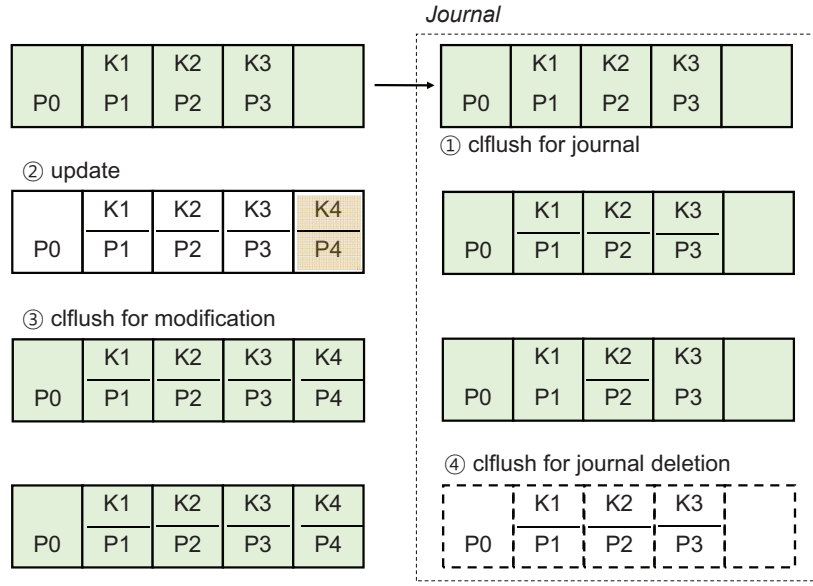 Journal
K1 K2 K3
P0 P1 P2 P3
K1 K2 K3
P0 P1 P2 P3
① clflush for journal
② update
K1 K2 K3 K4
P0 P1 P2 P3 P4
K1 K2 K3
P0 P1 P2 P3
③ clflush for modification
K1 K2 K3 K4
P0 P1 P2 P3 P4
K1 K2 K3
P0 P1 P2 P3
④ clflush for journal deletion
K1 K2 K3 K4
P0 P1 P2 P3 P4
K1 K2 K3
P0 P1 P2 P3